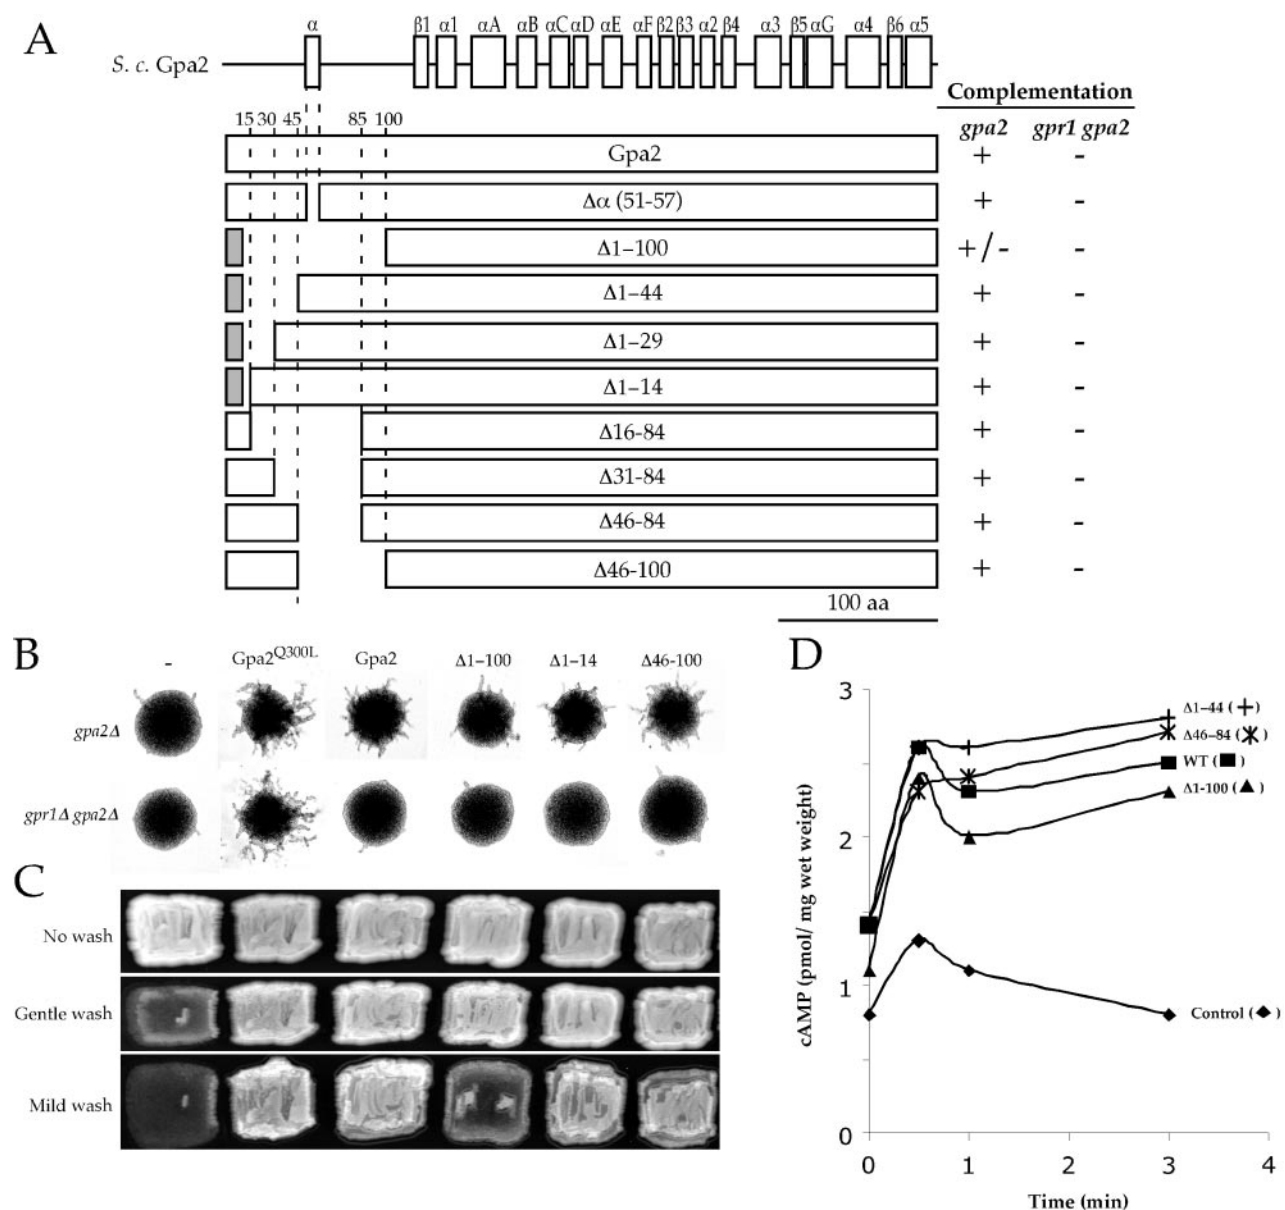 A
α β1 α1 αA αB αC αD αE αF β2 β3 α2 β4 α3 β5 αG α4 β6 α5
S. c. Gpa2
Complementation
gpa2 gpr1 gpa2
15 30 45 85 100
Gpa2 + -
Δα (51-57) + -
Δ1–100 +/- -
Δ1–44 + -
Δ1–29 + -
Δ1–14 + -
Δ16-84 + -
Δ31-84 + -
Δ46-84 + -
Δ46-100 + -
100 aa
B
- Gpa2Q300L Gpa2 Δ1–100 Δ1–14 Δ46-100
gpa2Δ
gpr1Δ gpa2Δ
C
No wash
Gentle wash
Mild wash
D
3
2
1
0
cAMP (pmol/ mg wet weight)
Δ1–44 (+)
Δ46–84 ( )
WT (■)
Δ1-100 (▲)
Control (◆)
0 1 2 3 4
Time (min)